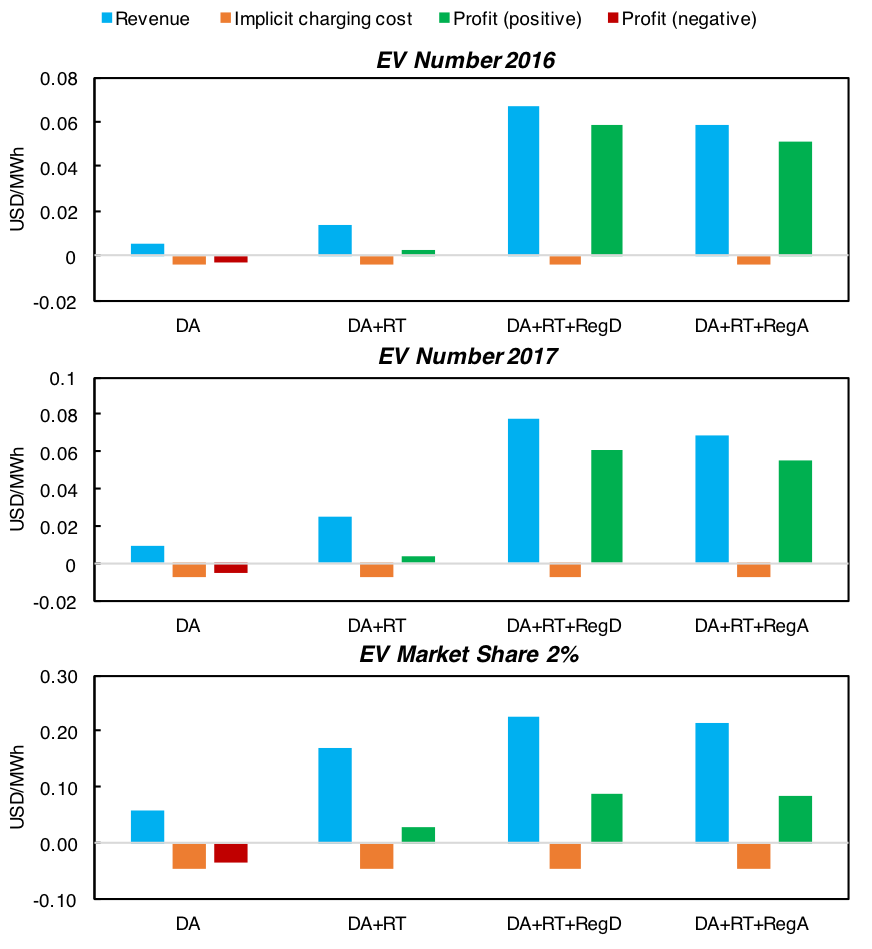 Revenue Implicit charging cost Profit (positive) Profit (negative)
EV Number 2016
USD/MWh
0.08
0.06
0.04
0.02
0
-0.02
DA DA+RT DA+RT+RegD DA+RT+RegA
EV Number 2017
USD/MWh
0.1
0.08
0.06
0.04
0.02
0
-0.02
DA DA+RT DA+RT+RegD DA+RT+RegA
EV Market Share 2%
USD/MWh
0.30
0.20
0.10
0.00
-0.10
DA DA+RT DA+RT+RegD DA+RT+RegA